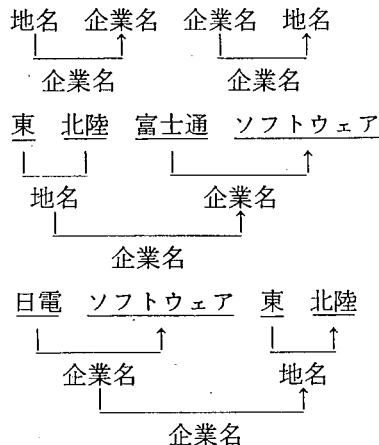 地名 企業名 企業名 地名
企業名 企業名
東 北陸 富士通 ソフトウェア
地名 企業名
企業名
日電 ソフトウェア 東 北陸
企業名 地名
企業名